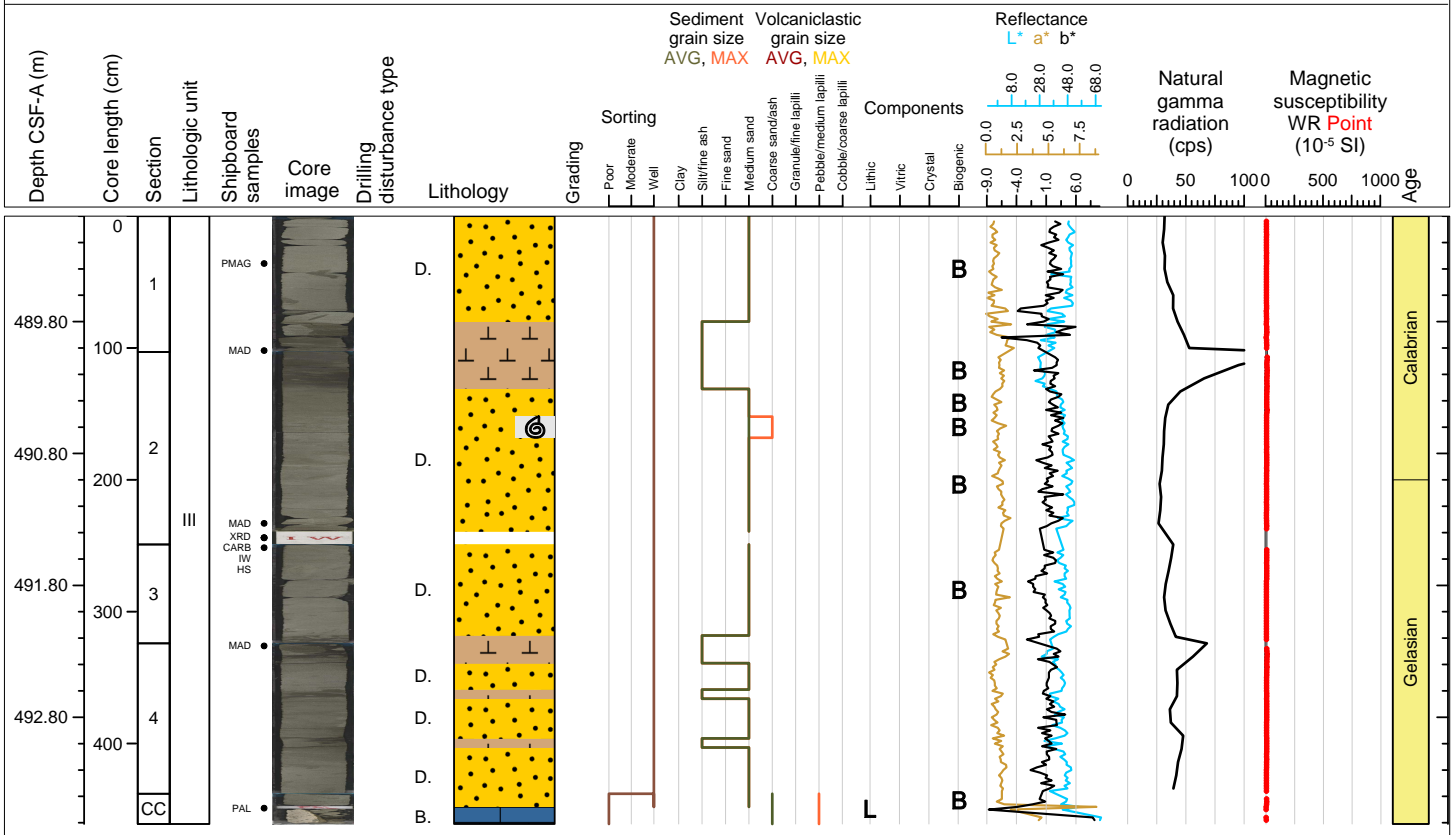 Sediment grain size
AVG, MAX
Volcaniclastic grain size
AVG, MAX
Reflectance
L* a* b*
Depth CSF-A (m)
Core length (cm)
Section
Lithologic unit
Shipboard samples
Core image
Drilling disturbance type
Lithology
Grading
Sorting
Poor
Moderate
Well
Clay
Silt/fine ash
Fine sand
Medium sand
Coarse sand/ash
Granule/fine lapilli
Pebble/medium lapilli
Cobble/coarse lapilli
Components
Lithic
Vitric
Crystal
Biogenic
8.0 28.0 48.0 68.0
0.0 2.5 5.0 7.5
-9.0 -4.0 1.0 6.0
Natural gamma radiation (cps)
0 50 100
Magnetic susceptibility
WR Point
(10-5 SI)
0 500 1000
Age
0
100
200
300
400
489.80
490.80
491.80
492.80
1
2
3
4
CC
III
PMAG
MAD
MAD
XRD
CARB
IW
HS
MAD
PAL
I W
D.
D.
D.
D.
D.
B.
B
B
B
B
B
B
B
L
Calabrian
Gelasian